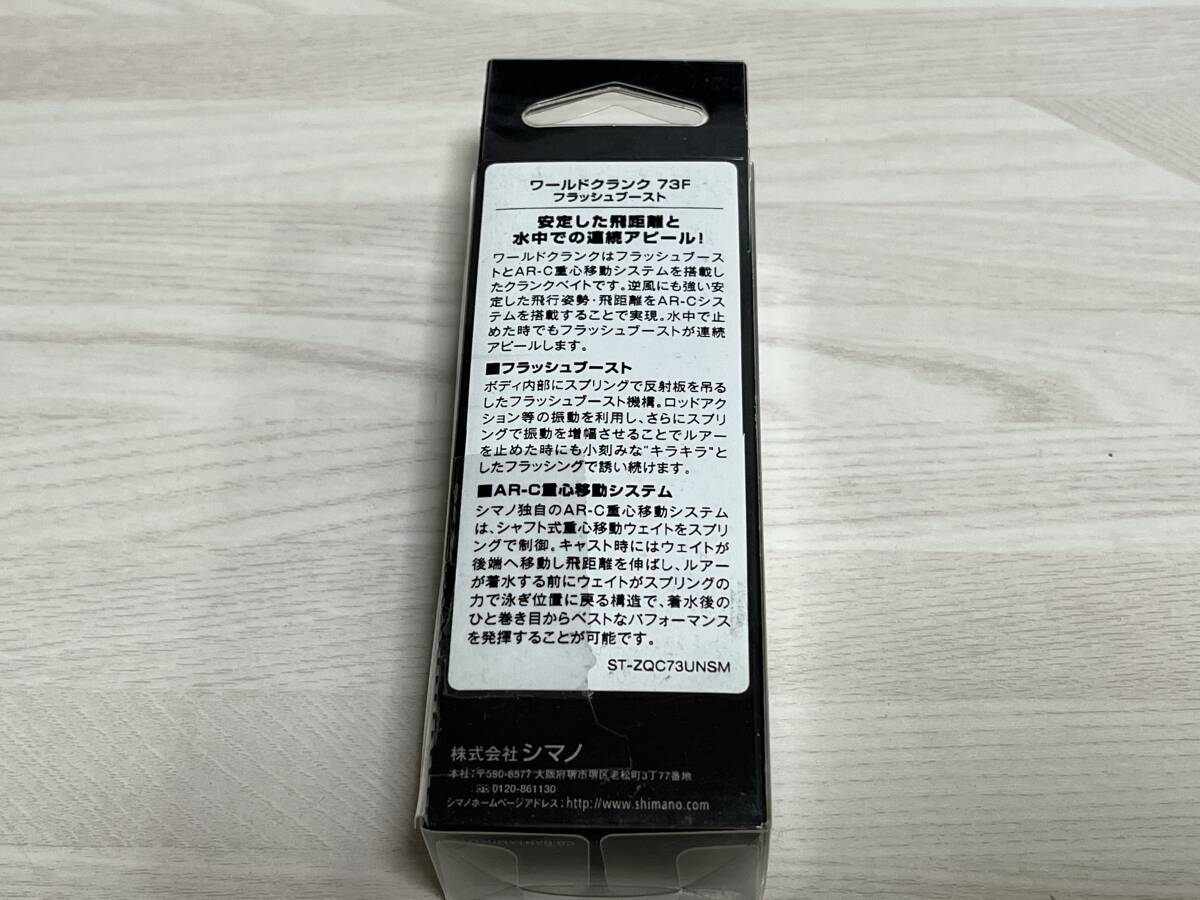 ワールドクランク 73F
フラッシュブースト
安定した飛距離と
水中での連続アピール!
ワールドクランクはフラッシュブース
トとAR-C重心移動システムを搭載し
たクランクベイトです。逆風にも強い安
定した飛行姿勢・飛距離をAR-Cシス
テムを搭載することで実現。水中で止
めた時でもフラッシュブーストが連続
アピールします。
■フラッシュブースト
ボディ内部にスプリングで反射板を吊る
したフラッシュブースト機構。ロッドアク
ション等の振動を利用し、さらにスプリ
ングで振動を増幅させることでルアー
を止めた時にも小刻みな"キラキラ"と
したフラッシングで誘い続けます。
■AR-C重心移動システム
シマノ独自のAR-C重心移動システム
は、シャフト式重心移動ウェイトをスプリ
ングで制御。キャスト時にはウェイトが
後端へ移動し飛距離を伸ばし、ルアー
が着水する前にウェイトがスプリングの
力で泳ぎ位置に戻る構造で、着水後の
ひと巻き目からベストなパフォーマンス
を発揮することが可能です。
ST-ZQC73UNSM
株式会社 シマノ
本社:〒590-8577 大阪府堺市堺区老松町3丁77番地
0120-861130
シマノホームページアドレス:http://www.shimano.com